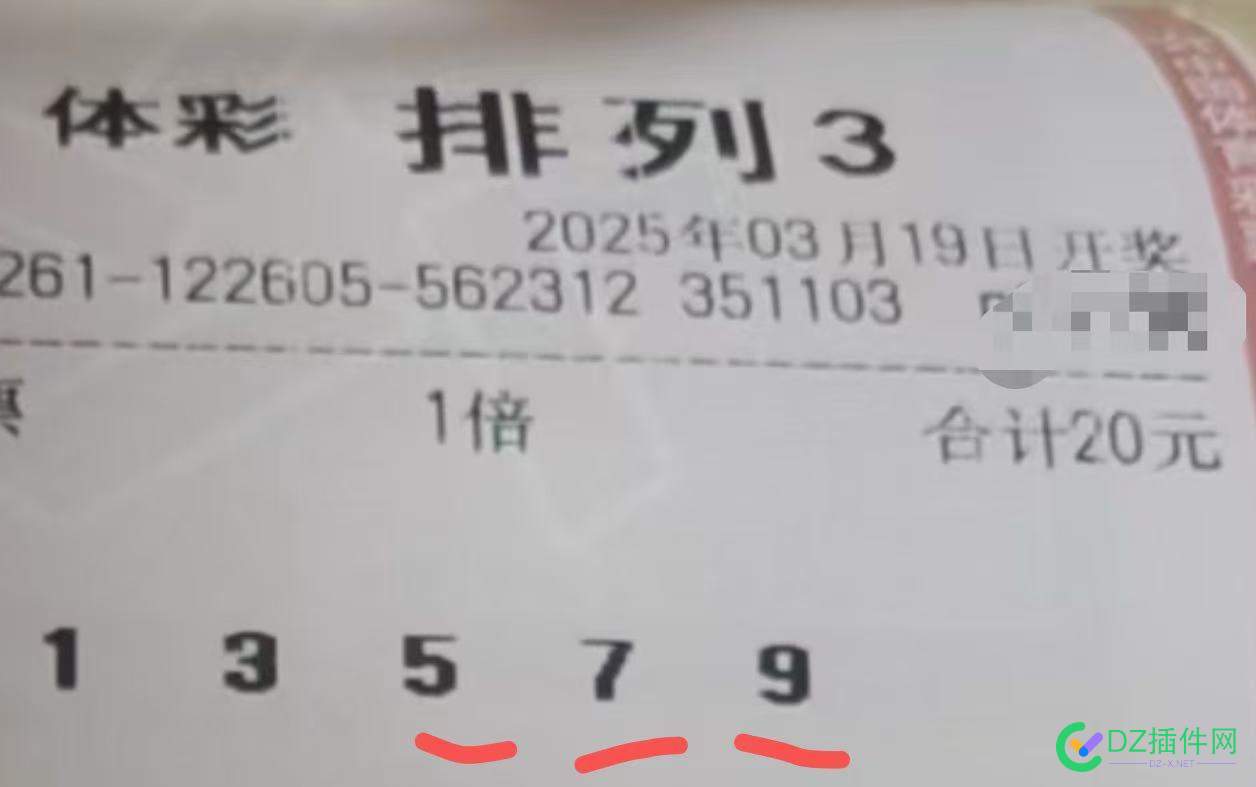 体彩 排列3
2025年03月19日开奖
261-122605-562312 351103
票 1倍 合计20元
1 3 5 7 9
DZ插件网
DZ-X.NET